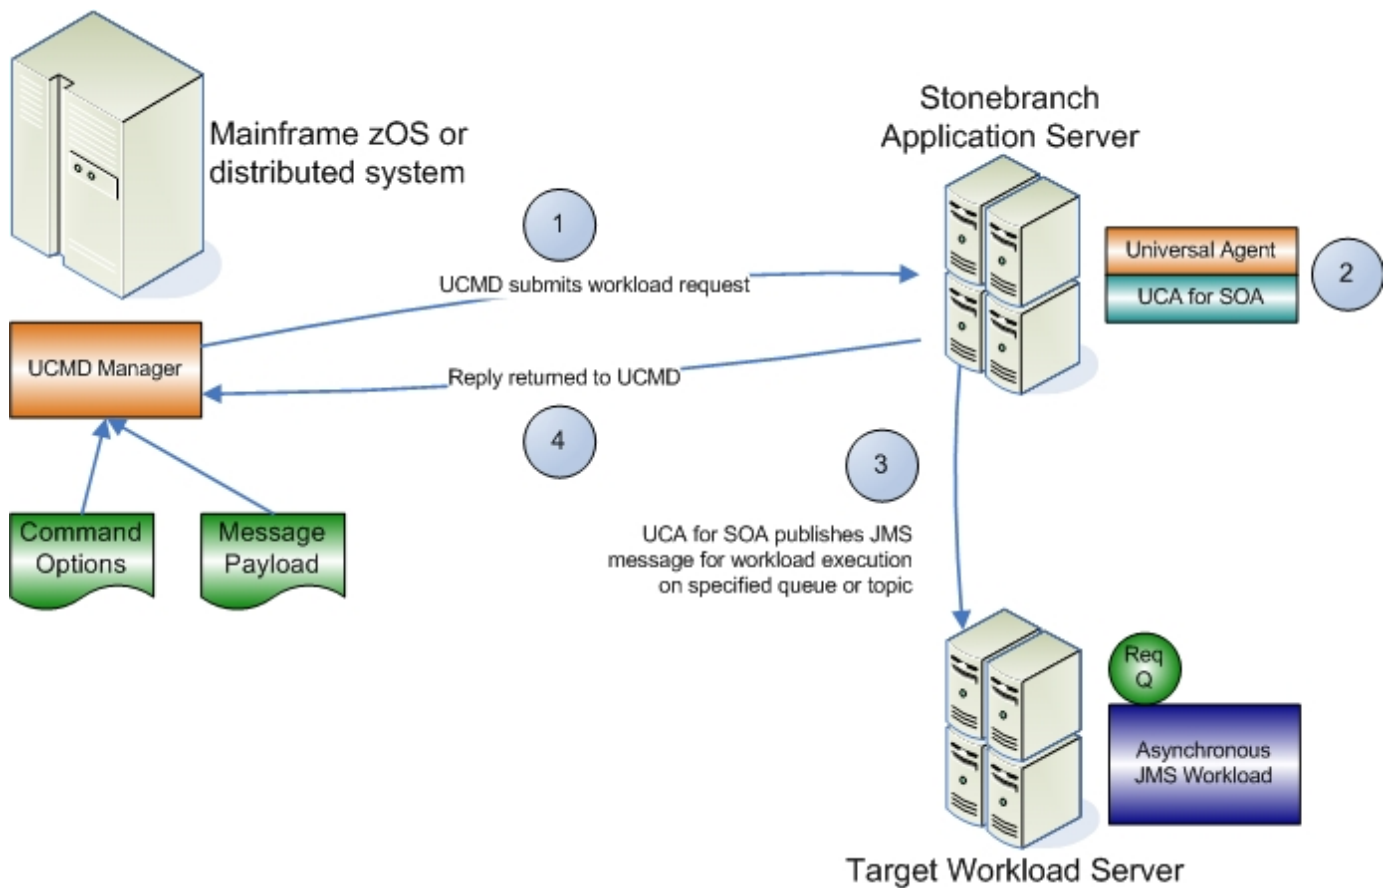 Stonebranch
Application Server
Mainframe zOS or
distributed system
1
Universal Agent
2
UCA for SOA
UCMD submits workload request
UCMD Manager
Reply returned to UCMD
4
3
Command
Options
Message
Payload
UCA for SOA publishes JMS
message for workload execution
on specified queue or topic
Req
Q
Asynchronous
JMS Workload
Target Workload Server